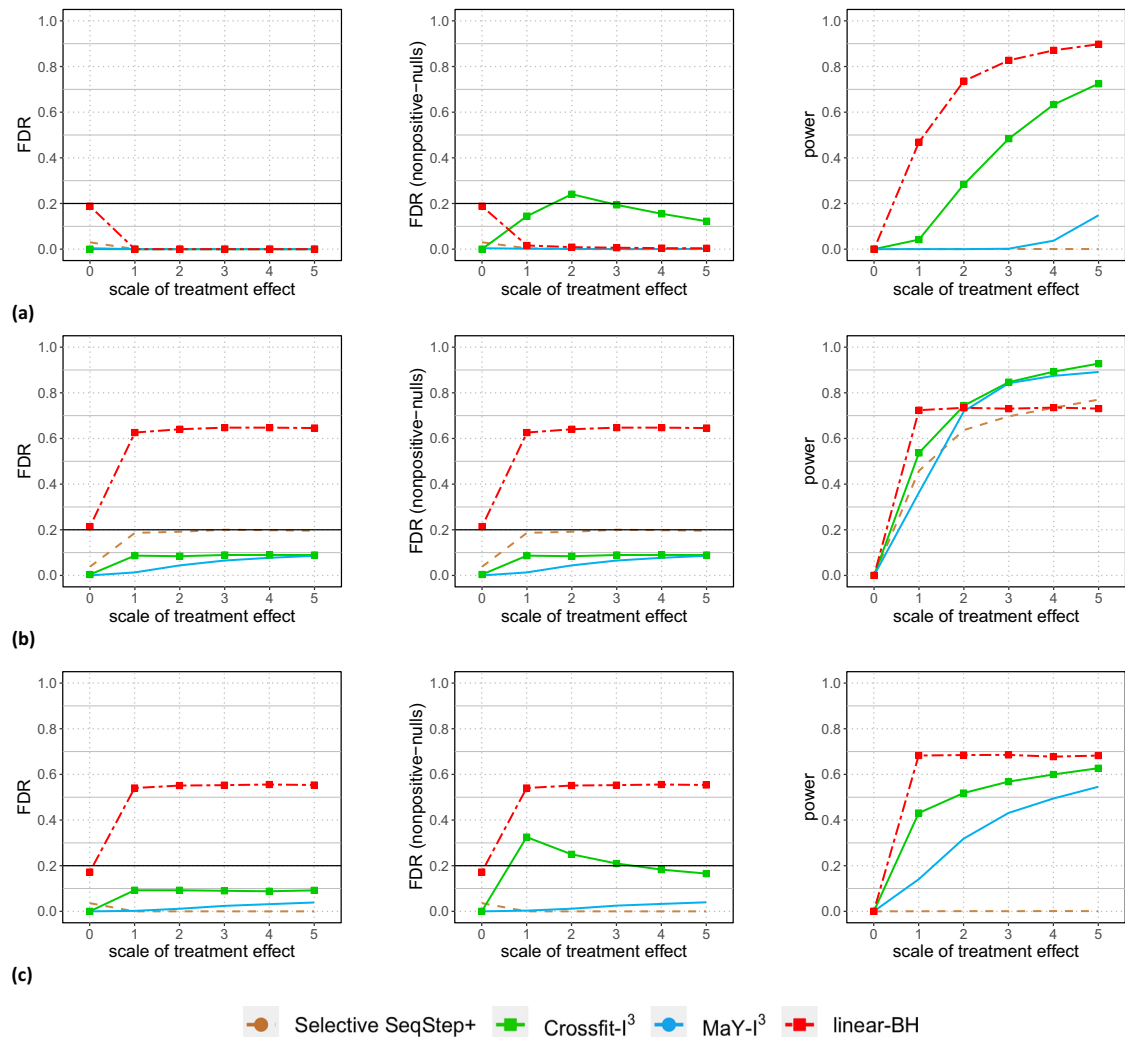 1.0
0.8
0.6
0.4
0.2
0.0
FDR
0 1 2 3 4 5
scale of treatment effect
1.0
0.8
0.6
0.4
0.2
0.0
FDR (nonpositive−nulls)
0 1 2 3 4 5
scale of treatment effect
1.0
0.8
0.6
0.4
0.2
0.0
power
0 1 2 3 4 5
scale of treatment effect
(a)
1.0
0.8
0.6
0.4
0.2
0.0
FDR
0 1 2 3 4 5
scale of treatment effect
1.0
0.8
0.6
0.4
0.2
0.0
FDR (nonpositive−nulls)
0 1 2 3 4 5
scale of treatment effect
1.0
0.8
0.6
0.4
0.2
0.0
power
0 1 2 3 4 5
scale of treatment effect
(b)
1.0
0.8
0.6
0.4
0.2
0.0
FDR
0 1 2 3 4 5
scale of treatment effect
1.0
0.8
0.6
0.4
0.2
0.0
FDR (nonpositive−nulls)
0 1 2 3 4 5
scale of treatment effect
1.0
0.8
0.6
0.4
0.2
0.0
power
0 1 2 3 4 5
scale of treatment effect
(c)
Selective SeqStep+ Crossfit-I³ MaY-I³ linear-BH